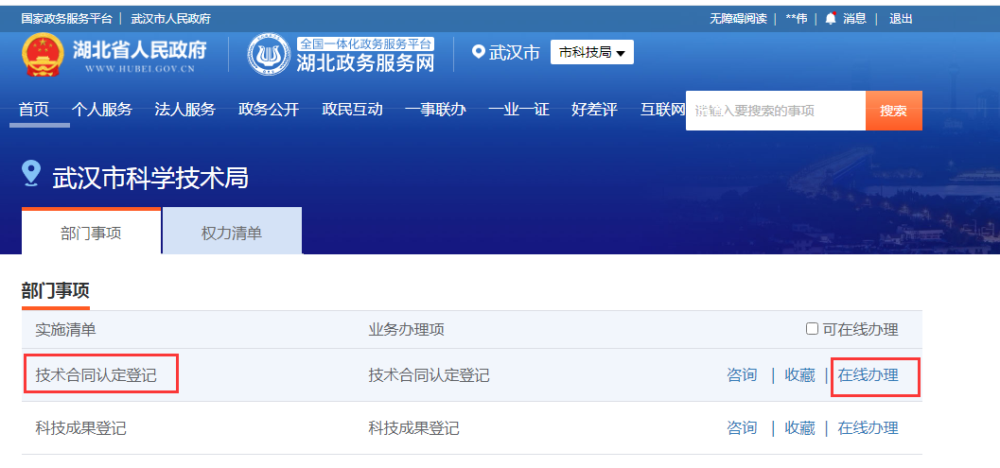 国家政务服务平台 | 武汉市人民政府 无障碍阅读 | **伟 | 消息 | 退出
湖北省人民政府
WWW.HUBEI.GOV.CN
全国一体化政务服务平台
湖北政务服务网
武汉市 市科技局
首页 个人服务 法人服务 政务公开 政民互动 一事联办 一业一证 好差评 互联网 请输入要搜索的事项 搜索
武汉市科学技术局
部门事项 权力清单
部门事项
实施清单 业务办理项 可在线办理
技术合同认定登记 技术合同认定登记 咨询 | 收藏 | 在线办理
科技成果登记 科技成果登记 咨询 | 收藏 | 在线办理